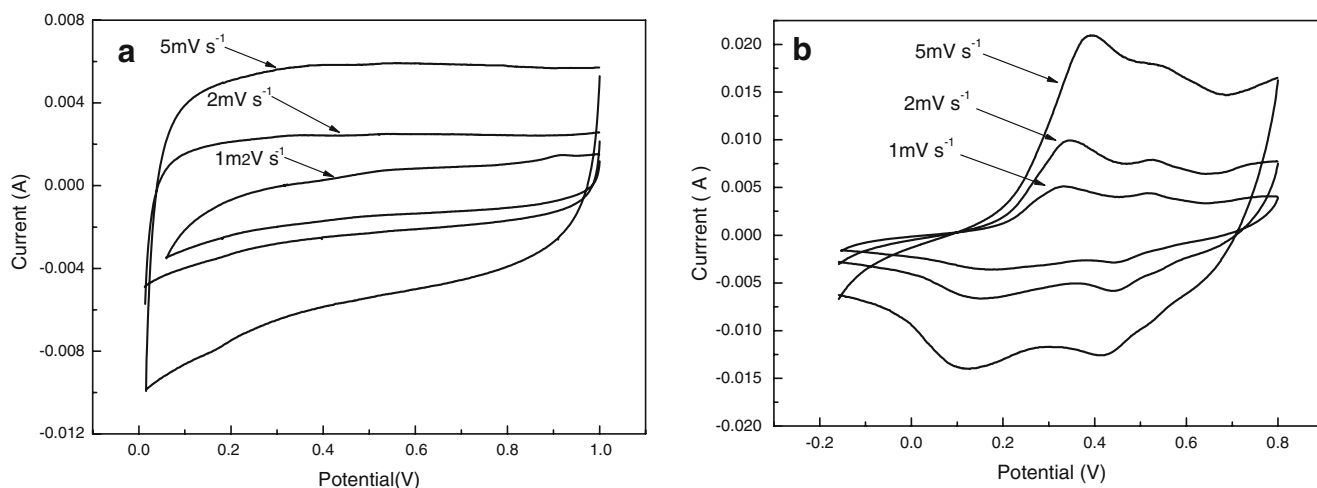 a
5mV s⁻¹
2mV s⁻¹
1m2V s⁻¹
0.008
0.004
0.000
-0.004
-0.008
-0.012
Current (A)
0.0 0.2 0.4 0.6 0.8 1.0
Potential(V)
b
5mV s⁻¹
2mV s⁻¹
1mV s⁻¹
0.020
0.015
0.010
0.005
0.000
-0.005
-0.010
-0.015
-0.020
Currrent ( A )
-0.2 0.0 0.2 0.4 0.6 0.8
Potential (V)